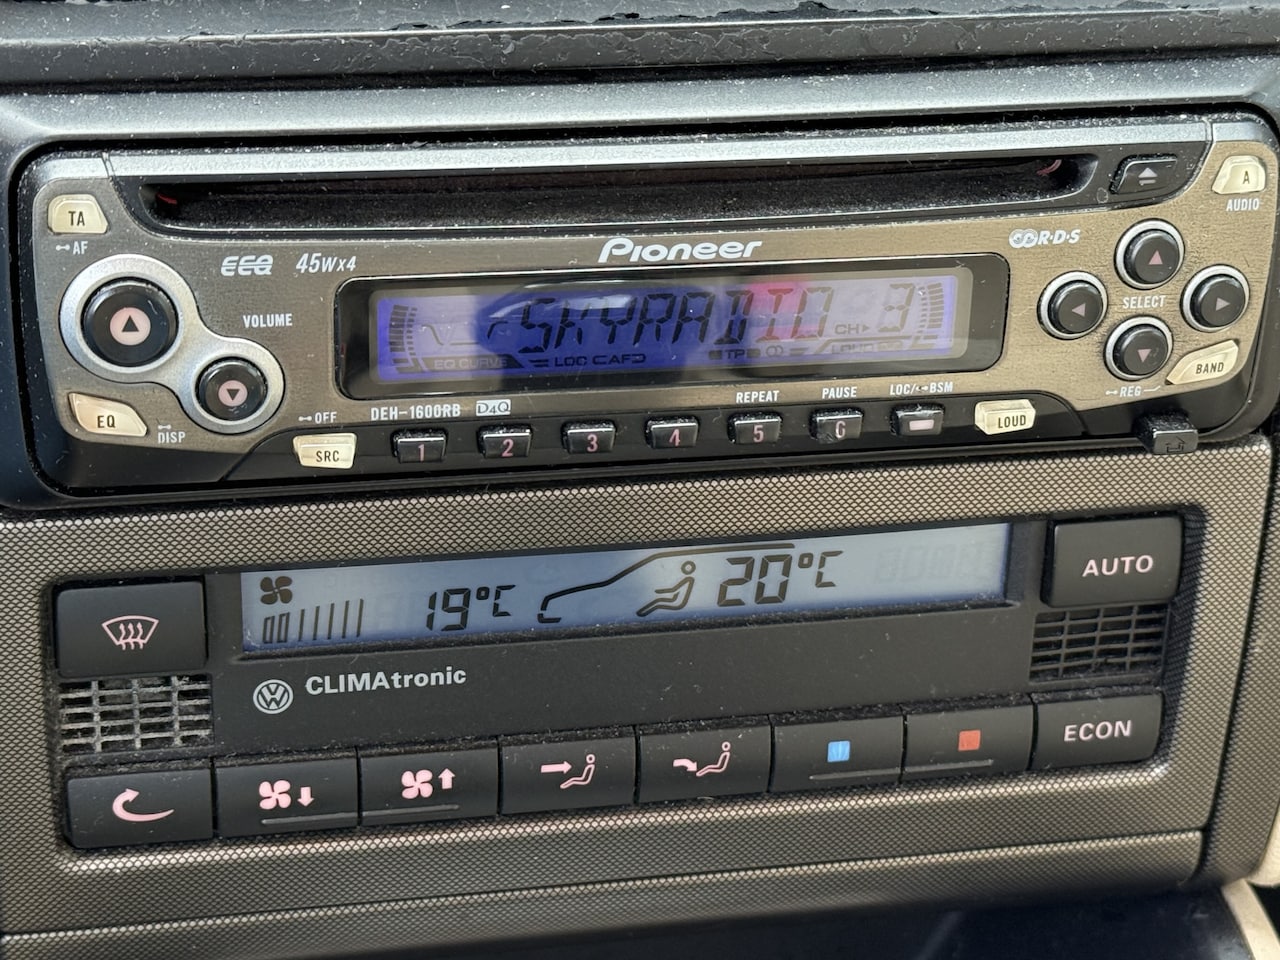 TA
AF
EEQ 45Wx4
Pioneer
R·D·S
A
AUDIO
VOLUME
SKYRADIO
CH 3
EQ CURVE
LOC
TP
LOUD
SELECT
BAND
REG
EQ
DISP
OFF
SRC
DEH-1600RB D4Q
1
2
3
4
REPEAT
5
PAUSE
6
LOC/BSM
LOUD
19°C
20°C
AUTO
CLIMAtronic
ECON